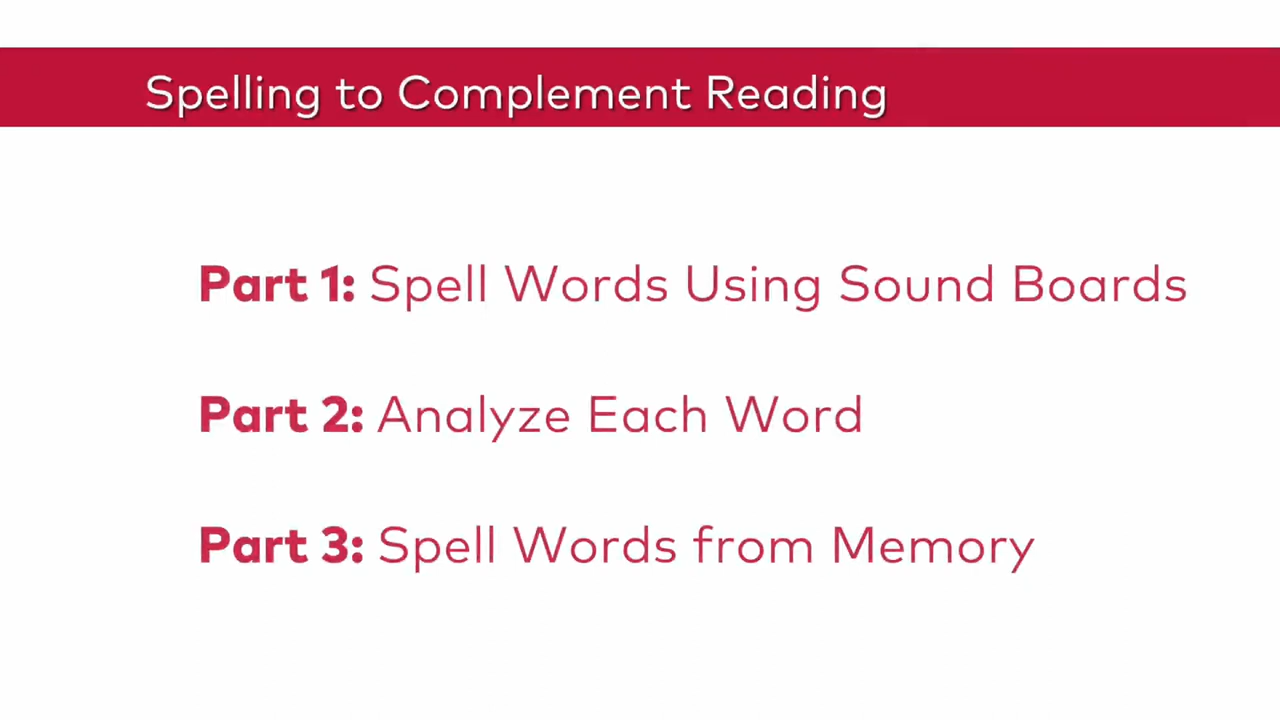 Spelling to Complement Reading
Part 1: Spell Words Using Sound Boards
Part 2: Analyze Each Word
Part 3: Spell Words from Memory